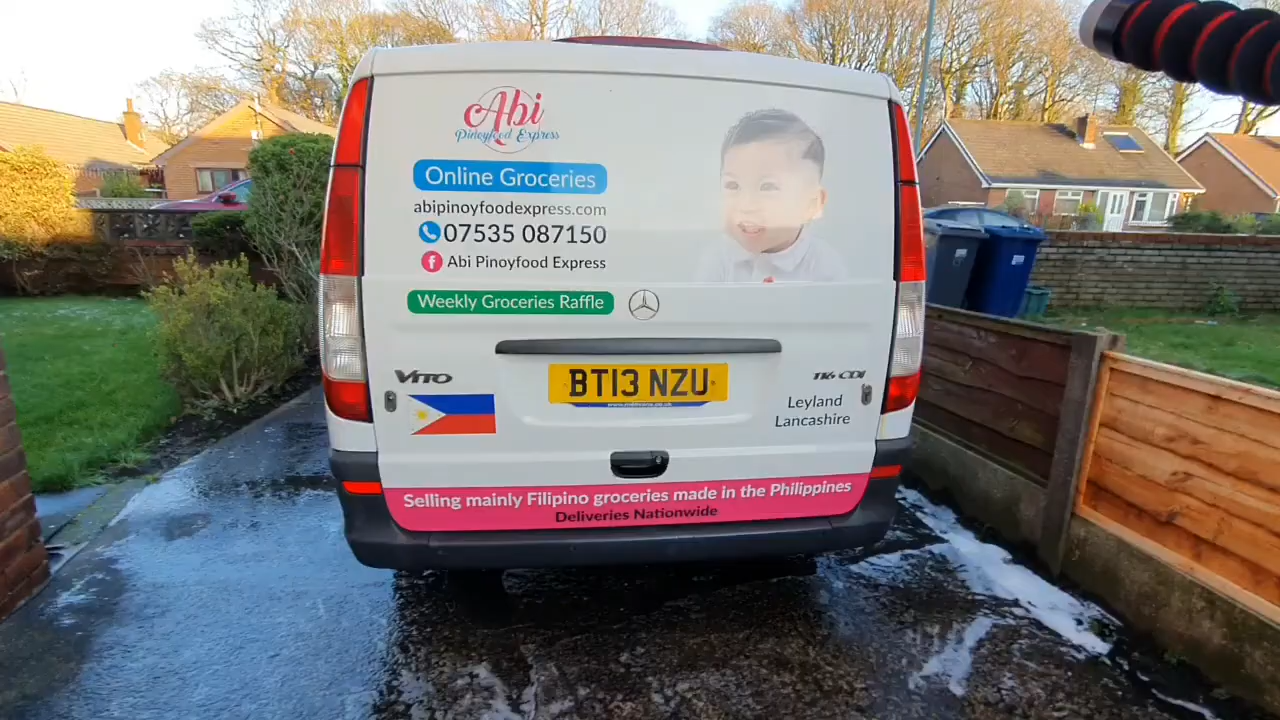 Abi
Pinoyfood Express
Online Groceries
abipinoyfoodexpress.com
07535 087150
f Abi Pinoyfood Express
Weekly Groceries Raffle
VITO
116 CDI
BT13 NZU
Leyland
Lancashire
Selling mainly Filipino groceries made in the Philippines
Deliveries Nationwide